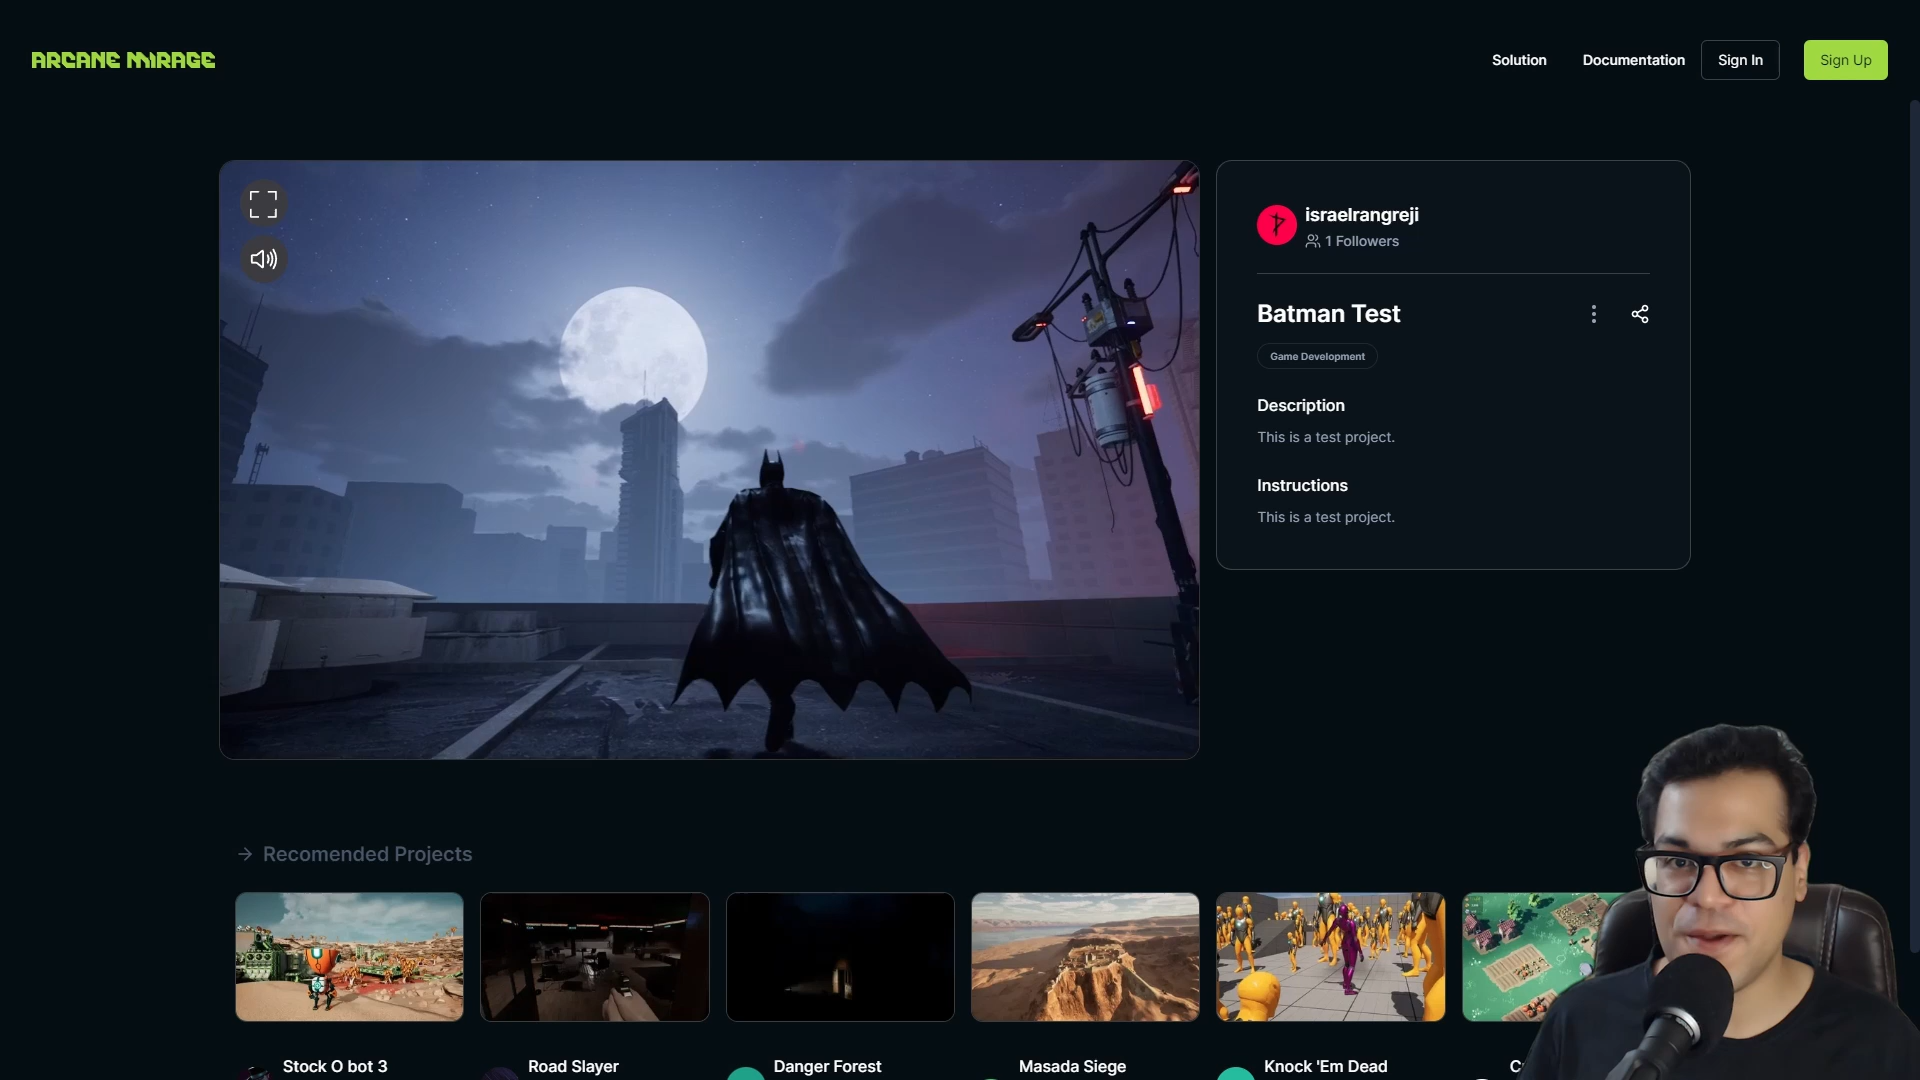 ARCANE MIRAGE
Solution
Documentation
Sign In
Sign Up
israelrangreji
1 Followers
Batman Test
Game Development
Description
This is a test project.
Instructions
This is a test project.
Recomended Projects
Stock O bot 3
Road Slayer
Danger Forest
Masada Siege
Knock 'Em Dead